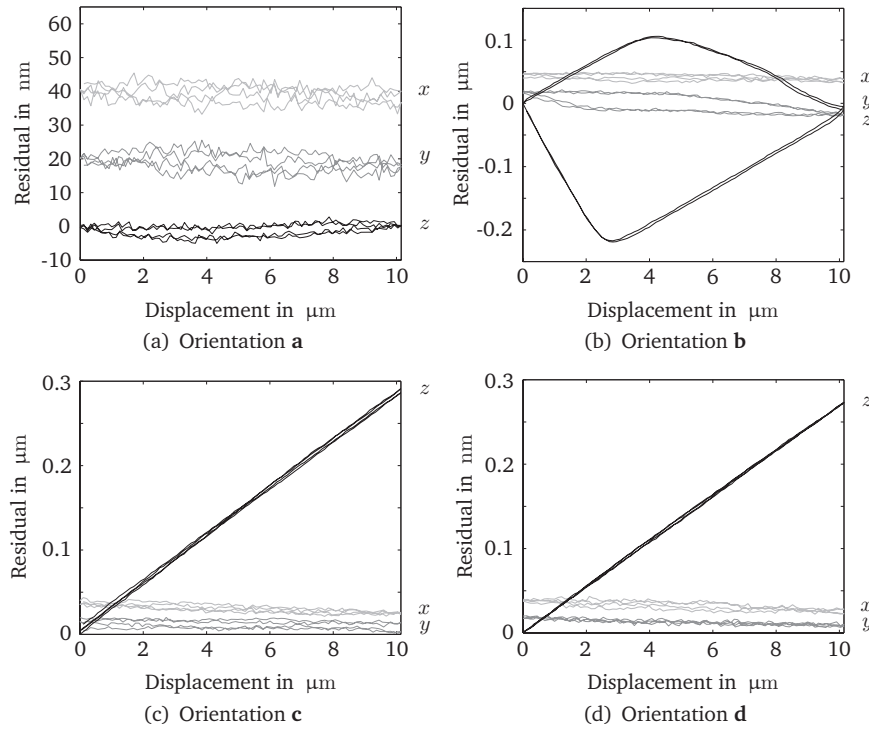 Residual in nm
60
50
40
30
20
10
0
-10
x
y
z
0
2
4
6
8
10
Displacement in μm
(a) Orientation a
Residual in μm
0.1
0
-0.1
-0.2
x
y
z
0
2
4
6
8
10
Displacement in μm
(b) Orientation b
Residual in μm
0.3
0.2
0.1
0
z
x
y
0
2
4
6
8
10
Displacement in μm
(c) Orientation c
Residual in nm
0.3
0.2
0.1
0
z
x
y
0
2
4
6
8
10
Displacement in μm
(d) Orientation d